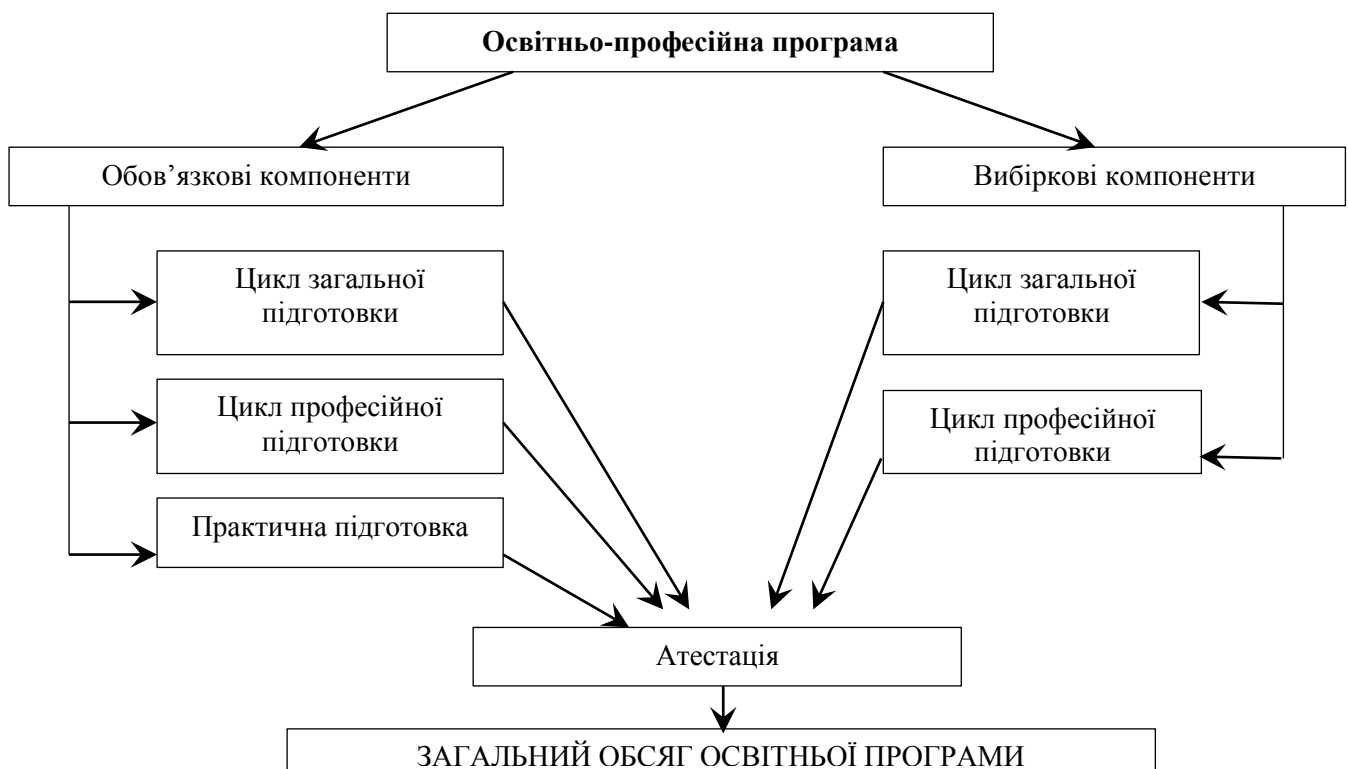 Освітньо-професійна програма
Обов’язкові компоненти
Вибіркові компоненти
Цикл загальної
підготовки
Цикл загальної
підготовки
Цикл професійної
підготовки
Цикл професійної
підготовки
Практична підготовка
Атестація
ЗАГАЛЬНИЙ ОБСЯГ ОСВІТНЬОЇ ПРОГРАМИ